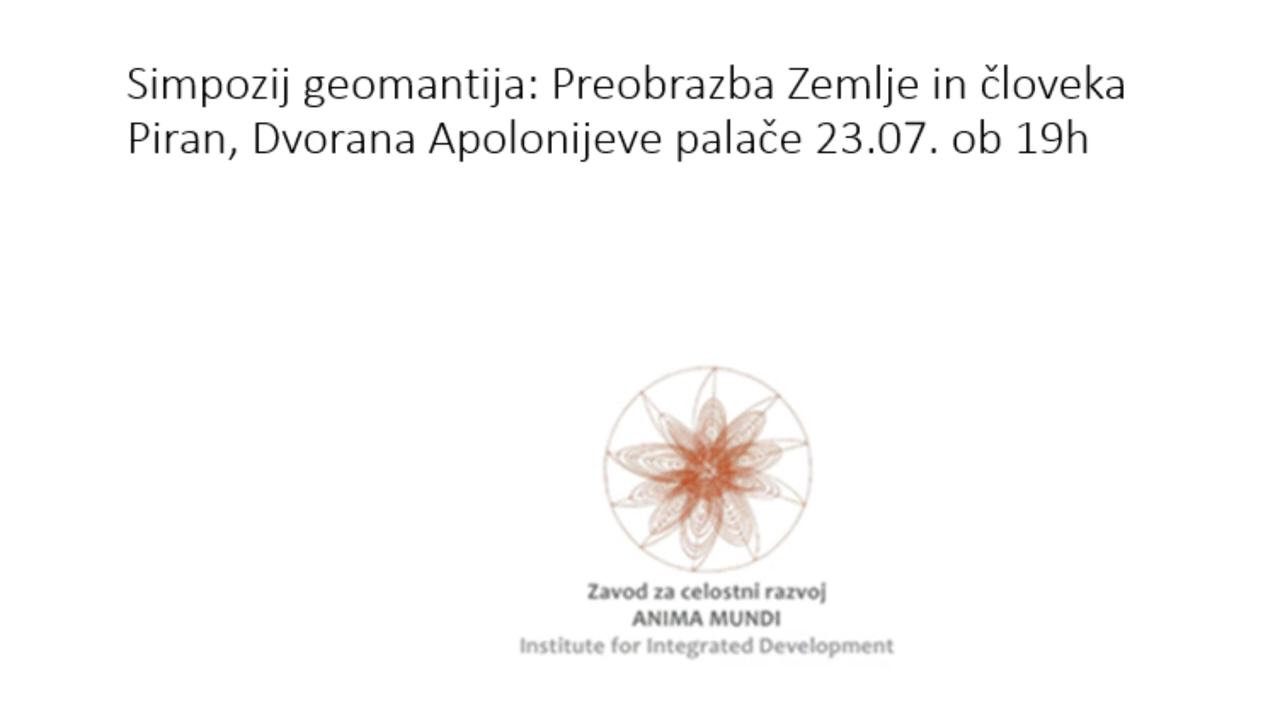 Simpozij geomantija: Preobrazba Zemlje in človeka
Piran, Dvorana Apolonijeve palače 23.07. ob 19h
Zavod za celostni razvoj
ANIMA MUNDI
Institute for Integrated Development